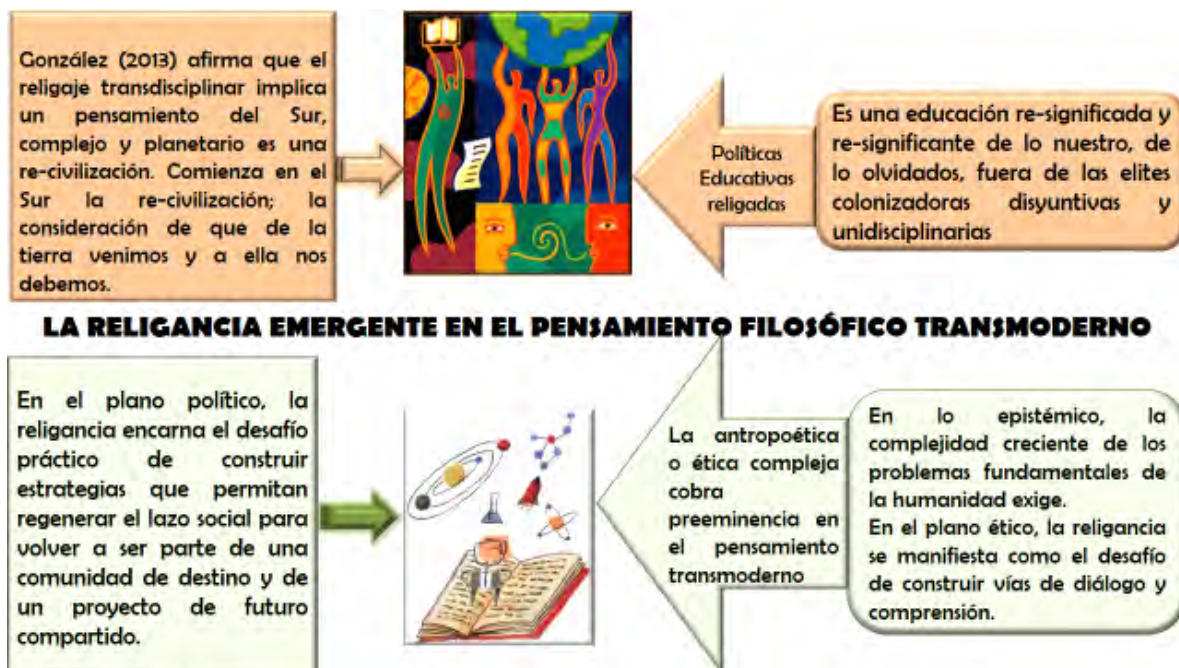 González (2013) afirma que el
religaje transdisciplinar implica
un pensamiento del Sur,
complejo y planetario es una
re-civilización. Comienza en el
Sur la re-civilización; la
consideración de que de la
tierra venimos y a ella nos
debemos.
Políticas
Educativas
religadas
Es una educación re-significada y
re-significante de lo nuestro, de
lo olvidados, fuera de las elites
colonizadoras disyuntivas y
unidisciplinarias
LA RELIGANCIA EMERGENTE EN EL PENSAMIENTO FILOSÓFICO TRANSMODERNO
En el plano político, la
religancia encarna el desafío
práctico de construir
estrategias que permitan
regenerar el lazo social para
volver a ser parte de una
comunidad de destino y de
un proyecto de futuro
compartido.
La antropoética
o ética compleja
cobra
preeminencia en
el pensamiento
transmoderno
En lo epistémico, la
complejidad creciente de los
problemas fundamentales de
la humanidad exige.
En el plano ético, la religancia
se manifiesta como el desafío
de construir vías de diálogo y
comprensión.